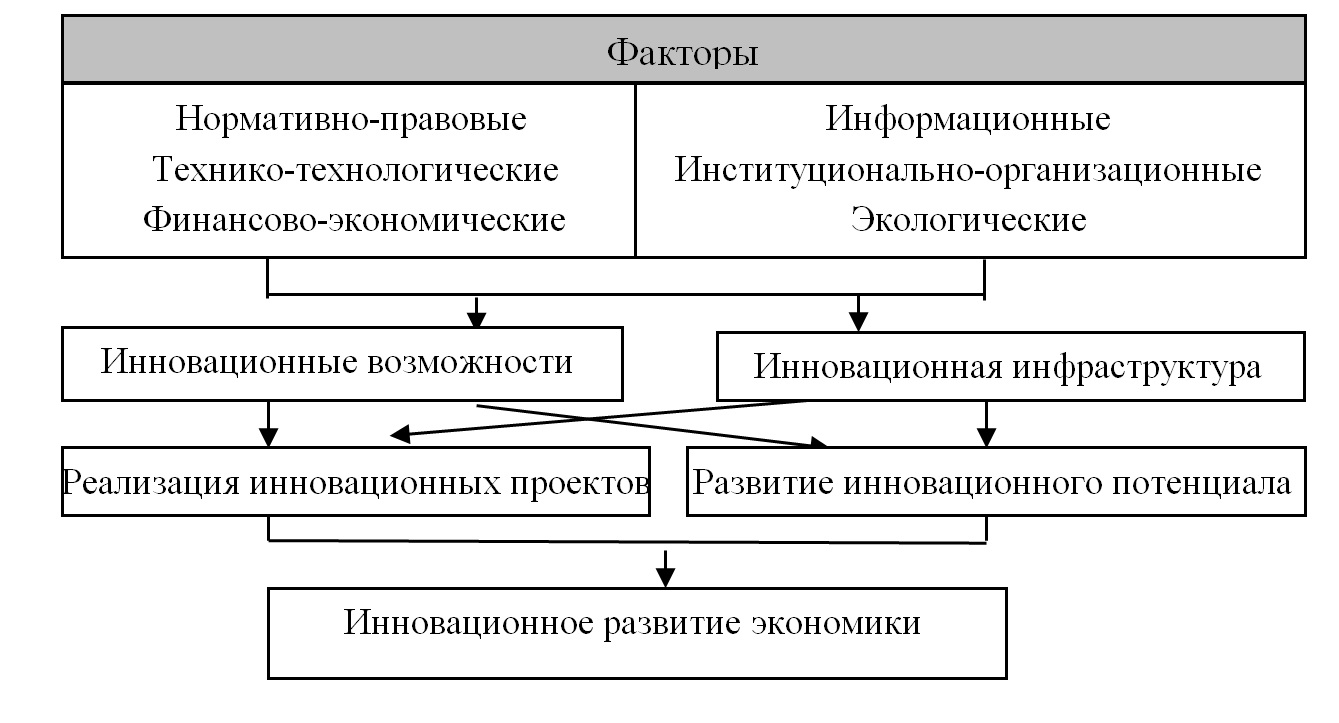 Факторы
Нормативно-правовые
Технико-технологические
Финансово-экономические
Информационные
Институционально-организационные
Экологические
Инновационные возможности
Инновационная инфраструктура
Реализация инновационных проектов
Развитие инновационного потенциала
Инновационное развитие экономики